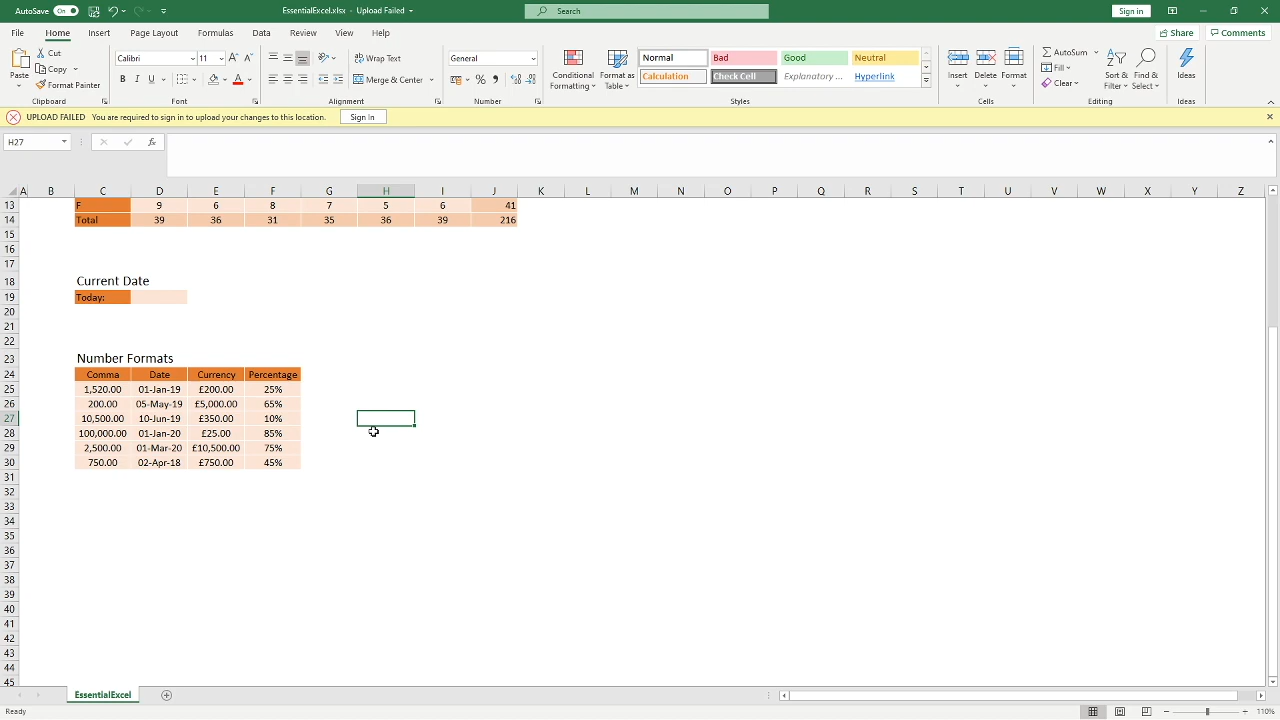 AutoSave On EssentialExcel.xlsx - Upload Failed Search Sign in
File Home Insert Page Layout Formulas Data Review View Help Share Comments
Paste Cut Copy Format Painter Clipboard
Calibri 11 B I U A Font
Wrap Text Merge & Center Alignment
General % Number
Conditional Formatting Format as Table
Normal Bad Good Neutral
Calculation Check Cell Explanatory ... Hyperlink
Styles
Insert Delete Format Cells
AutoSum Fill Clear Sort & Filter Find & Select Editing
Ideas Ideas
UPLOAD FAILED You are required to sign in to upload your changes to this location. Sign In
H27 fx
A B C D E F G H I J K L M N O P Q R S T U V W X Y Z
13 F 9 6 8 7 5 6 41
14 Total 39 36 31 35 36 39 216
15
16
17
18 Current Date
19 Today:
20
21
22
23 Number Formats
24 Comma Date Currency Percentage
25 1,520.00 01-Jan-19 £200.00 25%
26 200.00 05-May-19 £5,000.00 65%
27 10,500.00 10-Jun-19 £350.00 10%
28 100,000.00 01-Jan-20 £25.00 85%
29 2,500.00 01-Mar-20 £10,500.00 75%
30 750.00 02-Apr-18 £750.00 45%
31
32
33
34
35
36
37
38
39
40
41
42
43
44
45
EssentialExcel
Ready 110%